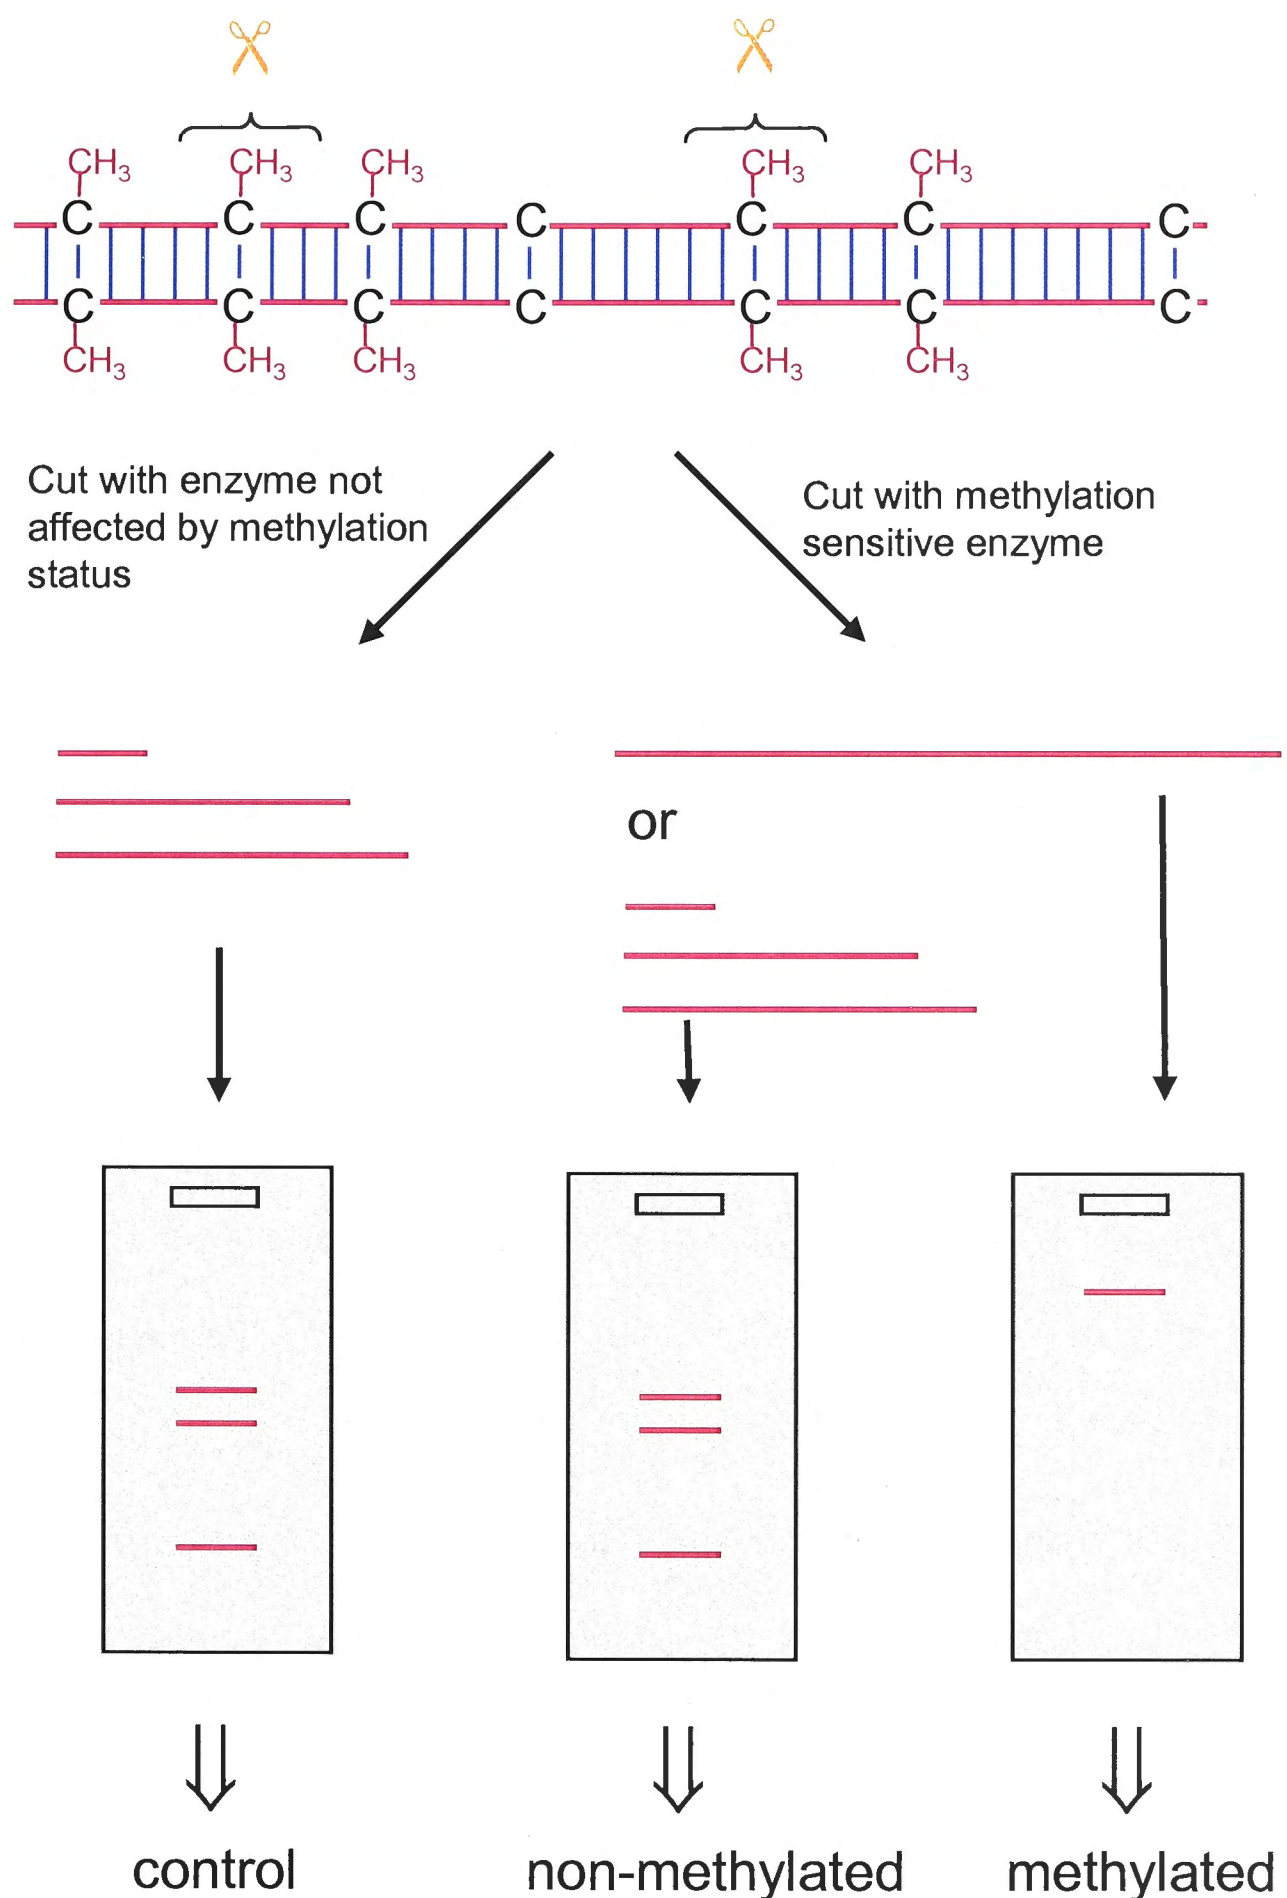 CH3 CH3 CH3 CH3 CH3
C C C C C C C
C C C C C C C
CH3 CH3 CH3 CH3 CH3
Cut with enzyme not
affected by methylation
status
Cut with methylation
sensitive enzyme
or
control
non-methylated
methylated